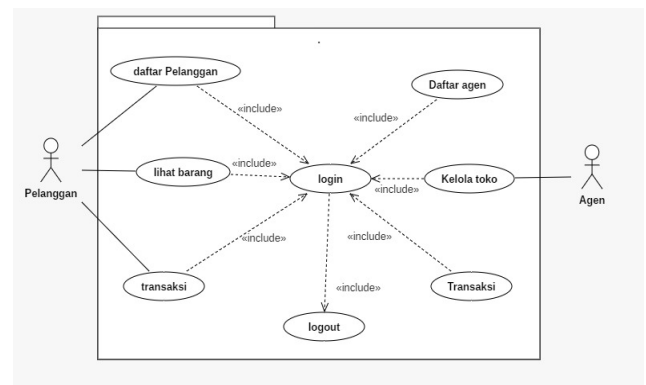 daftar Pelanggan
Daftar agen
«include»
«include»
Pelanggan
lihat barang
«include»
login
«include»
Kelola toko
Agen
«include»
«include»
transaksi
«include»
Transaksi
logout